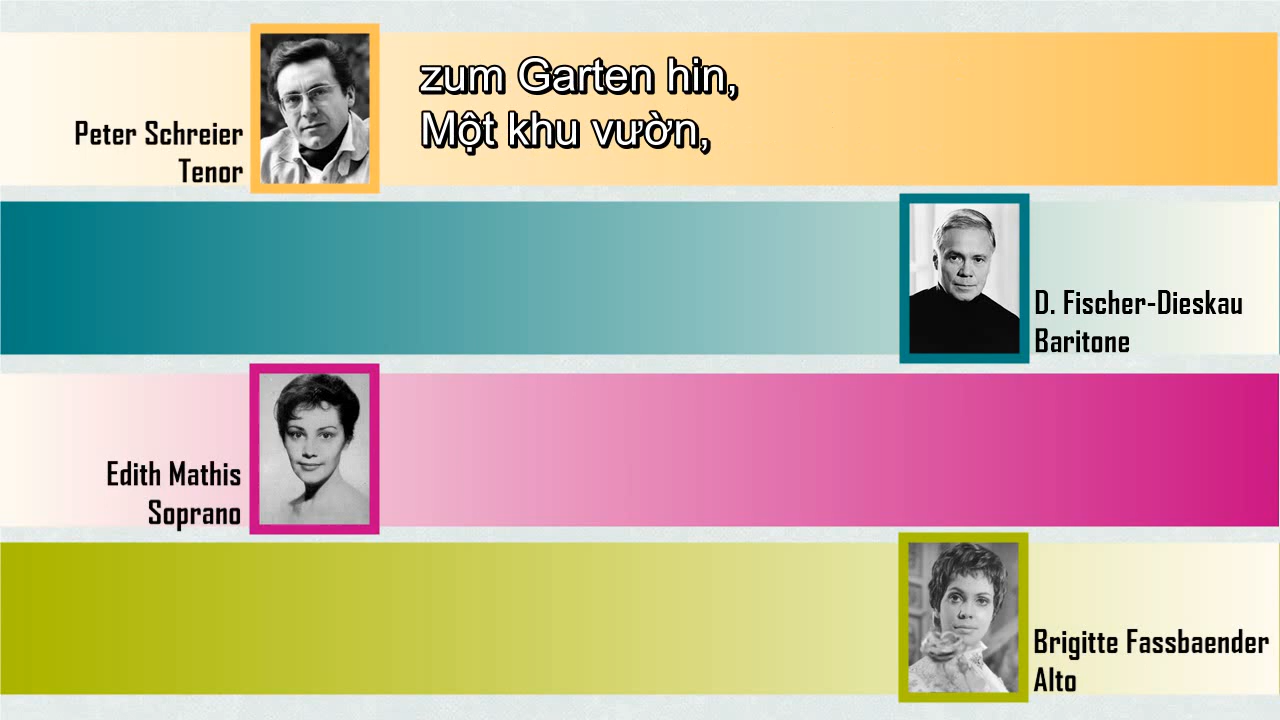 zum Garten hin,
Một khu vườn,
Peter Schreier
Tenor
D. Fischer-Dieskau
Baritone
Edith Mathis
Soprano
Brigitte Fassbaender
Alto